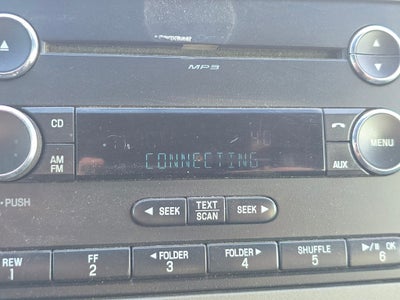 MP3
CD
MENU
AM
FM
CONNECTING
AUX
PUSH
◄ SEEK
TEXT
SCAN
SEEK ►
REW
1
FF
2
◄ FOLDER
3
FOLDER ►
4
SHUFFLE
5
►/II OK
6